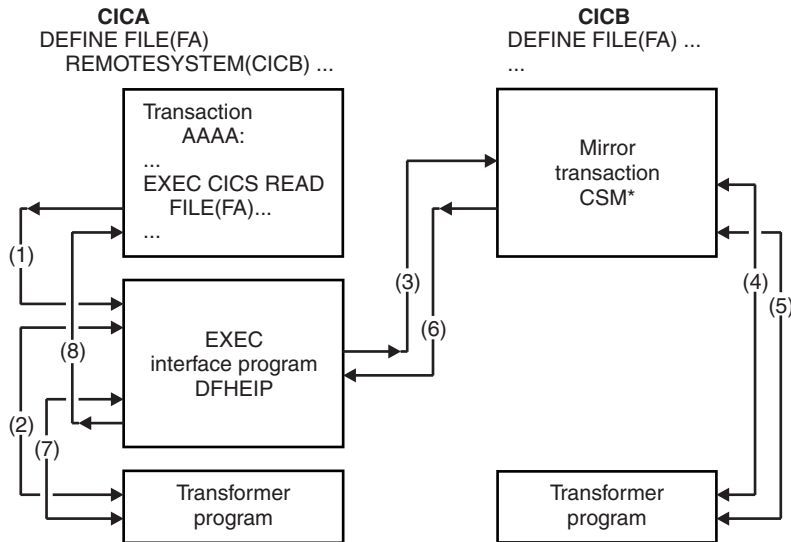 CICA
DEFINE FILE(FA)
REMOTESYSTEM(CICB) ...
CICB
DEFINE FILE(FA) ...
...
Transaction
AAAA:
...
EXEC CICS READ
FILE(FA)...
...
Mirror
transaction
CSM*
(1)
(3)
(4)
(5)
(6)
(8)
EXEC
interface program
DFHEIP
(2)
(7)
Transformer
program
Transformer
program